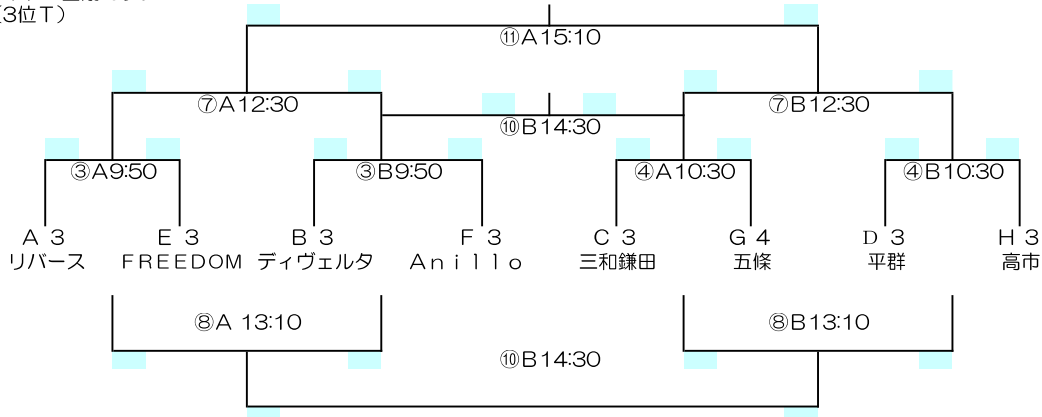 (3位T)
⑪A15:10
⑦A12:30
⑦B12:30
⑩B14:30
③A9:50
③B9:50
④A10:30
④B10:30
A 3
E 3
B 3
F 3
C 3
G 4
D 3
H 3
リバース
FREEDOM
ディヴェルタ
Anillo
三和鎌田
五條
平群
高市
⑧A 13:10
⑧B13:10
⑩B14:30